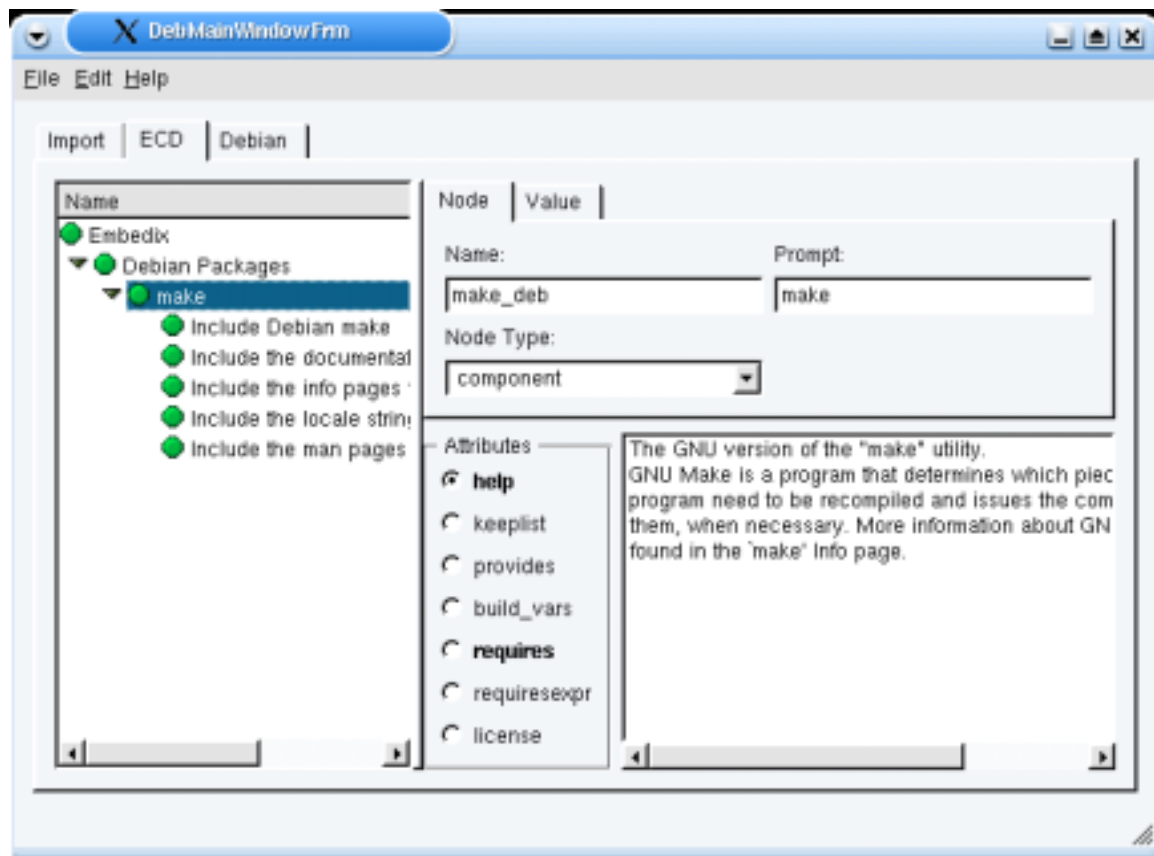 DebMainWindowFrm
File Edit Help
Import ECD Debian
Name
Embedix
Debian Packages
make
Include Debian make
Include the documentat
Include the info pages
Include the locale string
Include the man pages
Node Value
Name: Prompt:
make_deb make
Node Type:
component
Attributes
help
keeplist
provides
build_vars
requires
requiresexpr
license
The GNU version of the "make" utility.
GNU Make is a program that determines which piec
program need to be recompiled and issues the com
them, when necessary. More information about GN
found in the `make' Info page.